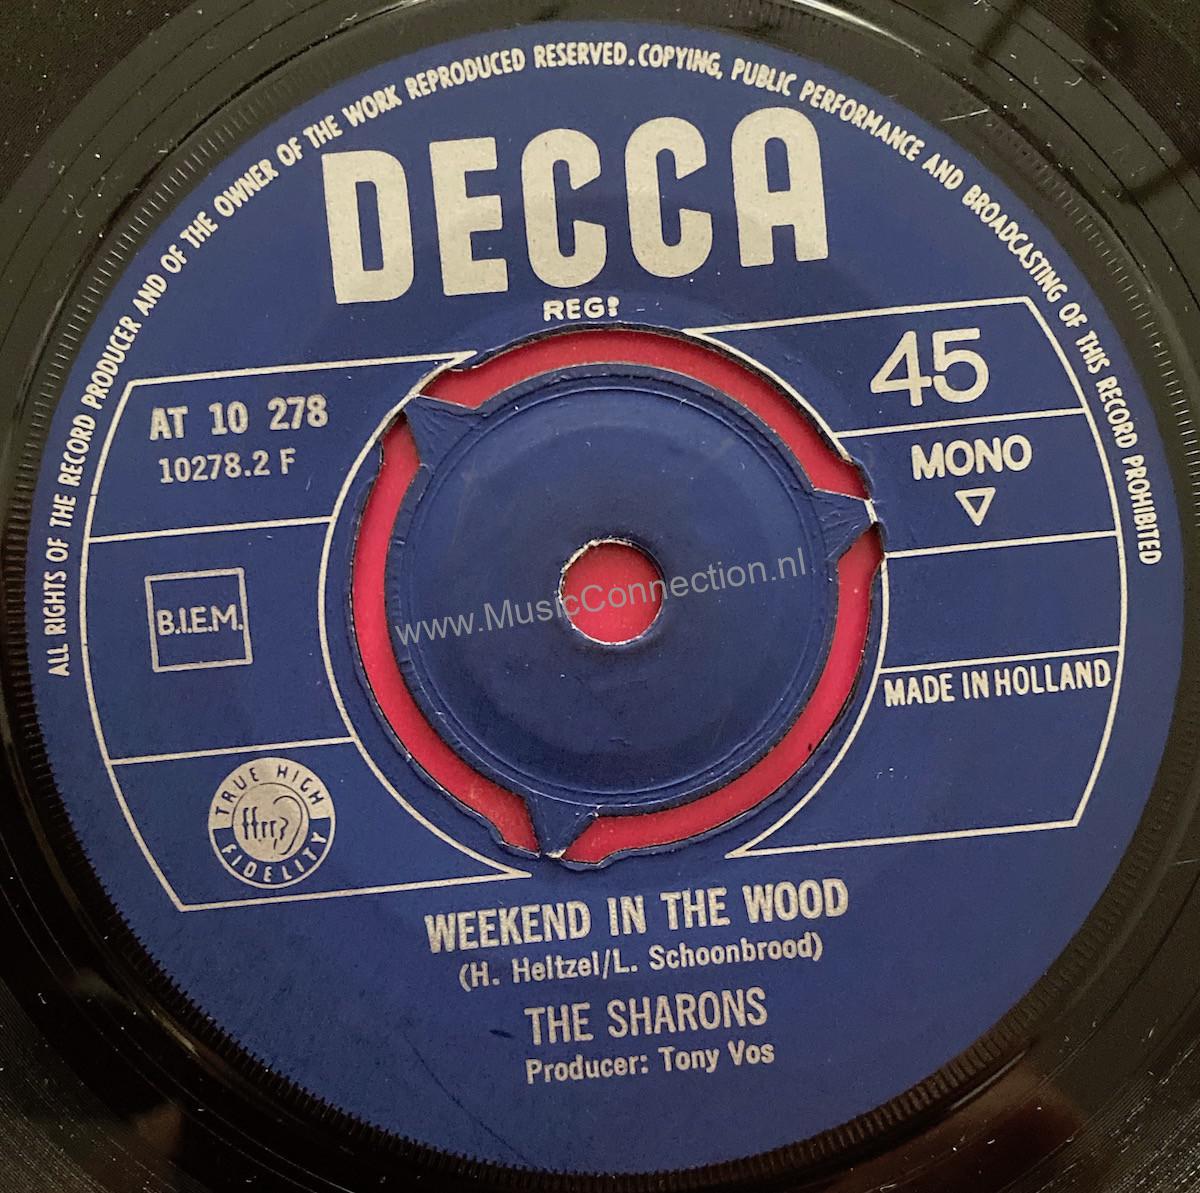 ALL RIGHTS OF THE RECORD PRODUCER AND OF THE OWNER OF THE WORK REPRODUCED RESERVED. COPYING, PUBLIC PERFORMANCE AND BROADCASTING OF THIS RECORD PROHIBITED
DECCA
REGD
45
AT 10 278
10278.2 F
MONO
www.MusicConnection.nl
B.I.E.M.
MADE IN HOLLAND
TRUE HIGH
ffrr
FIDELITY
WEEKEND IN THE WOOD
(H. Heltzel/L. Schoonbrood)
THE SHARONS
Producer: Tony Vos